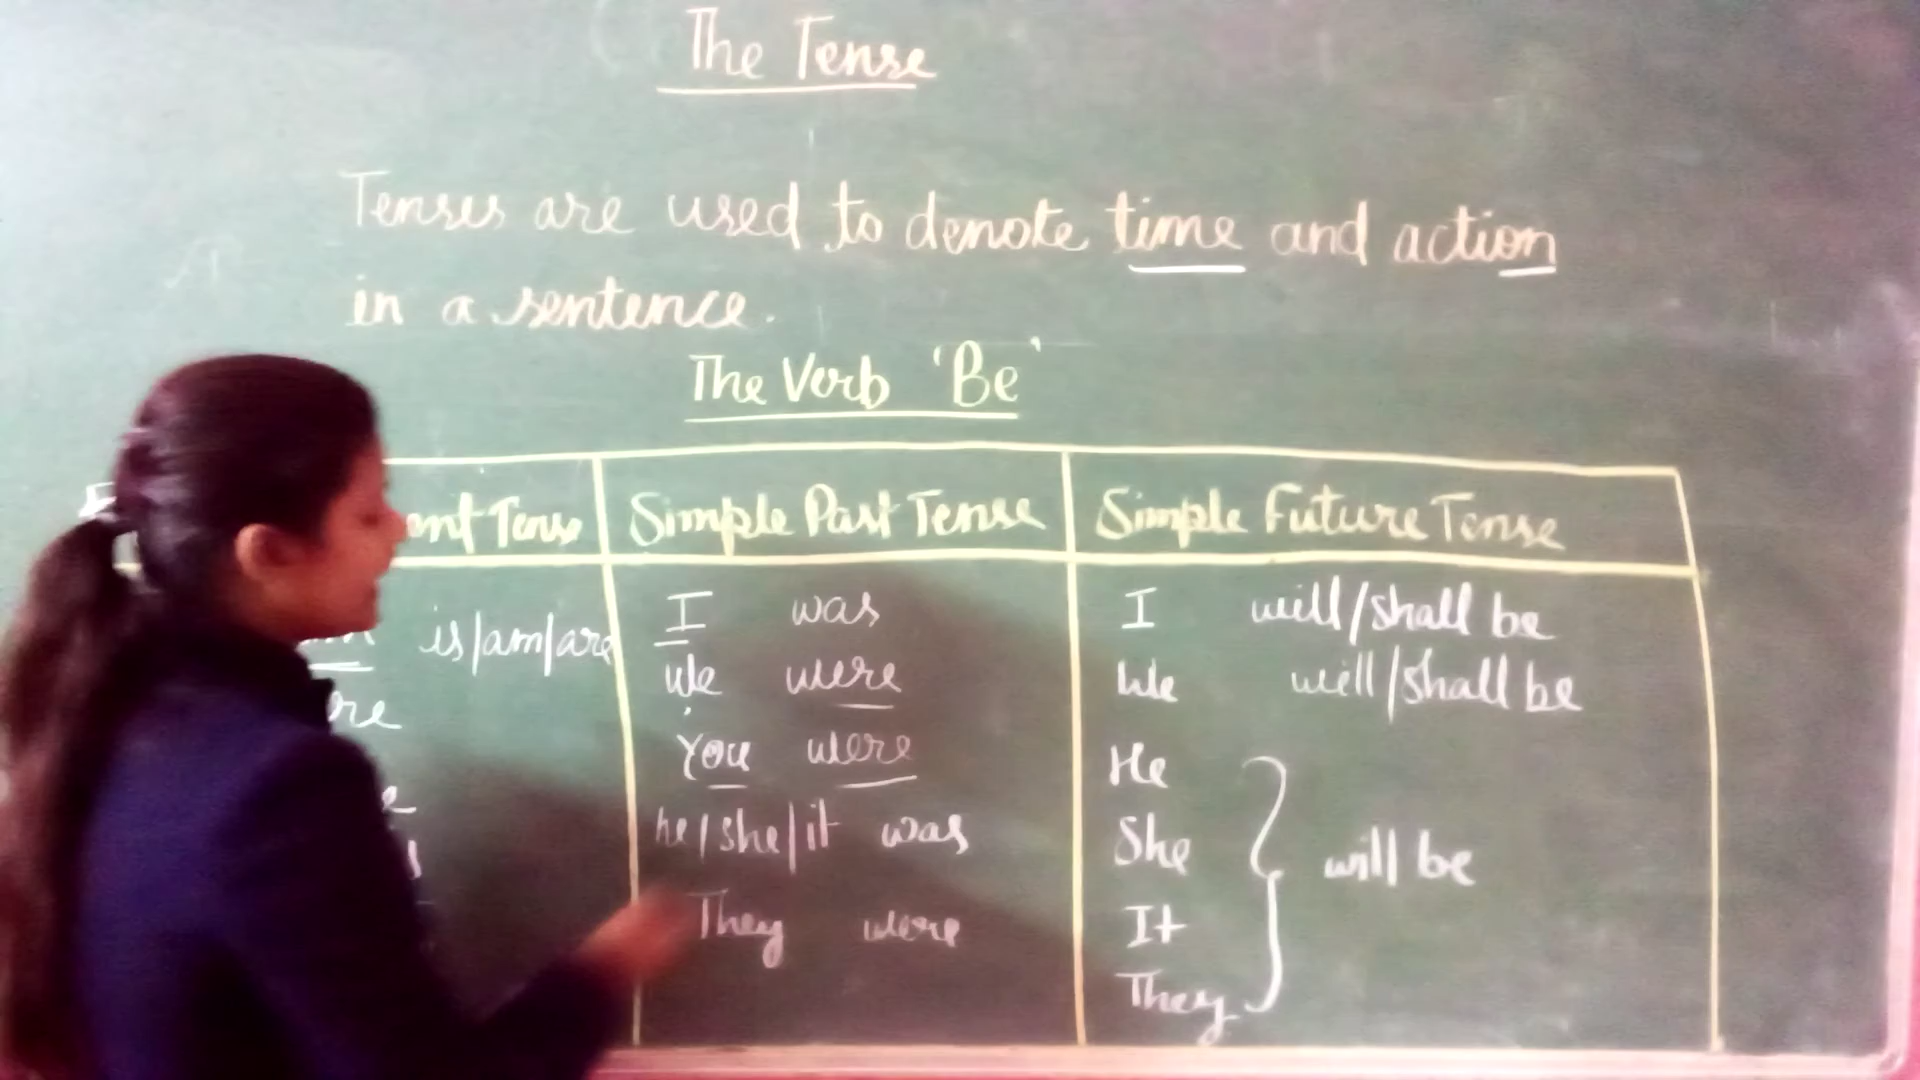 The Tense
Tenses are used to denote time and action
in a sentence.
The Verb 'Be'
Tense Simple Past Tense Simple Future Tense
is/am/are I was I will/shall be
We were We will/shall be
You were He
he/she/it was She will be
They were It
They